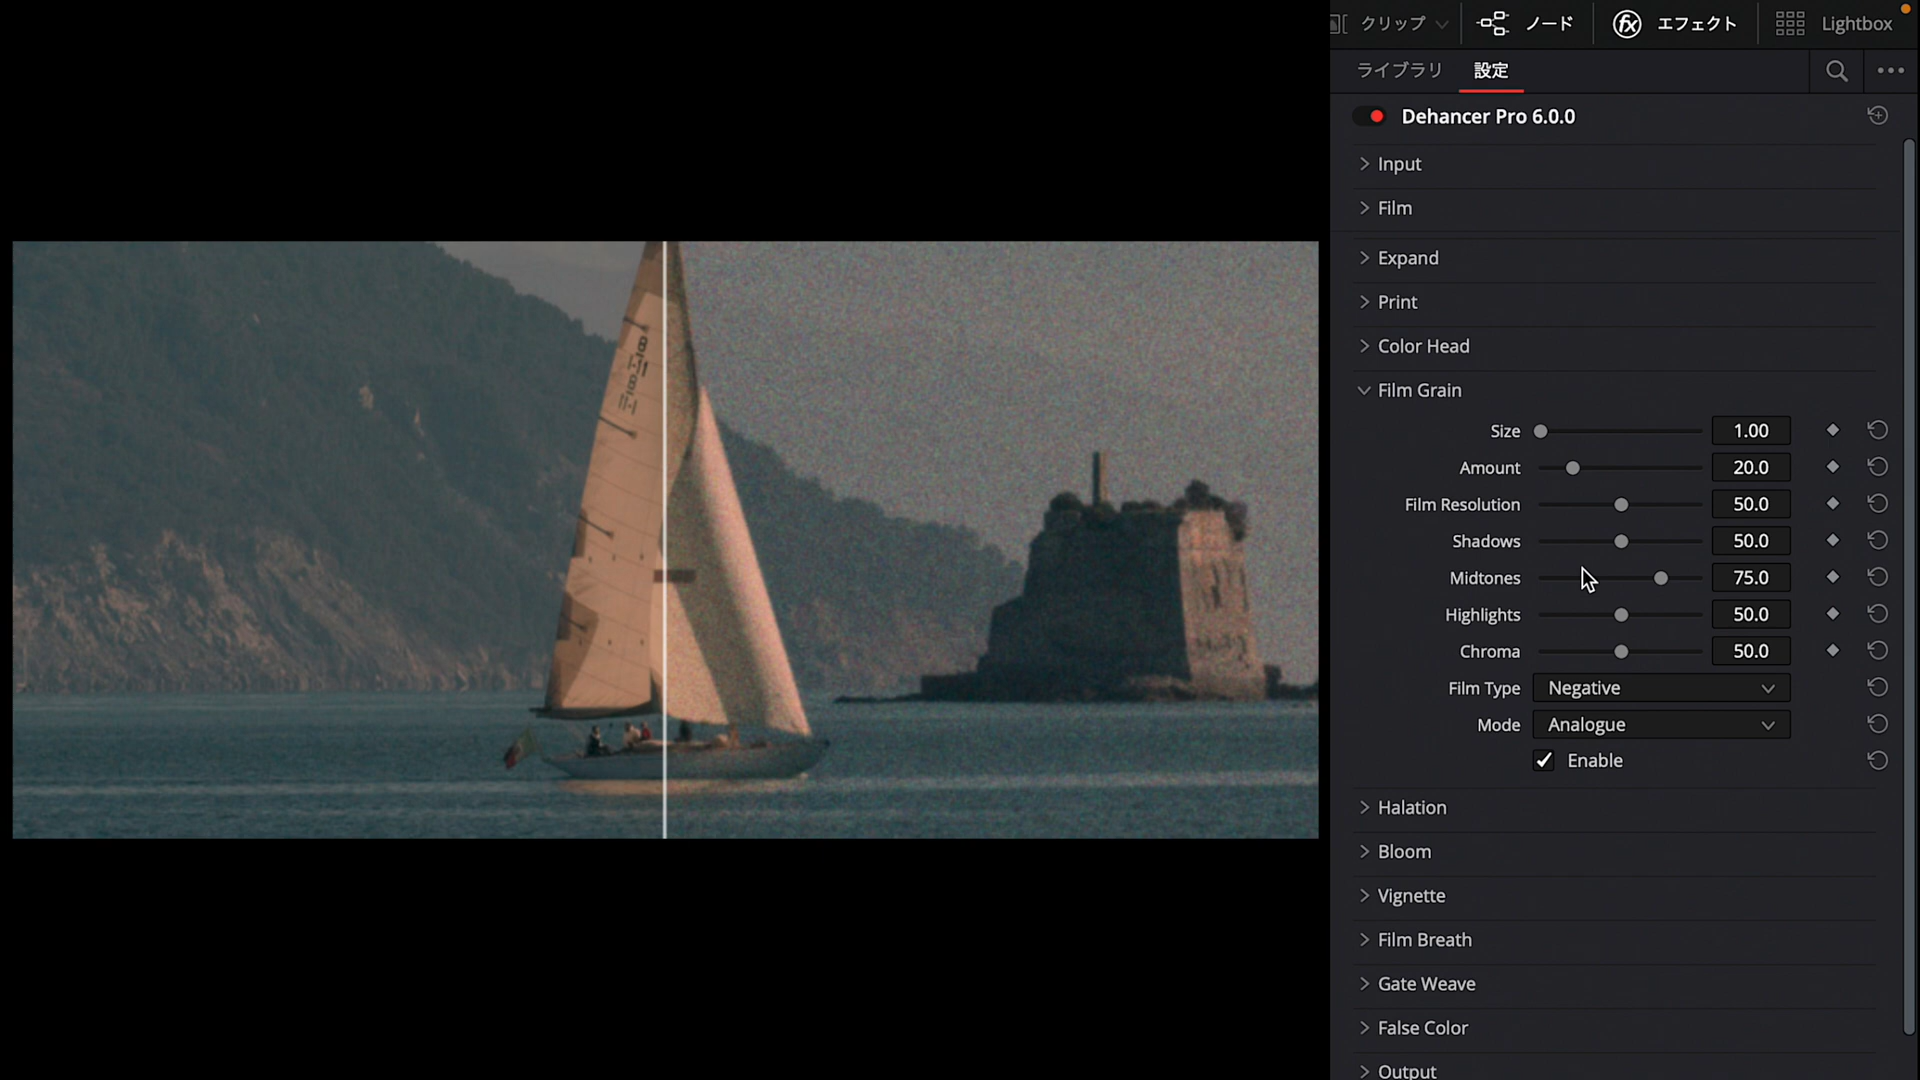 クリップ ノード エフェクト Lightbox
ライブラリ 設定
Dehancer Pro 6.0.0
Input
Film
Expand
Print
Color Head
Film Grain
Size 1.00
Amount 20.0
Film Resolution 50.0
Shadows 50.0
Midtones 75.0
Highlights 50.0
Chroma 50.0
Film Type Negative
Mode Analogue
Enable
Halation
Bloom
Vignette
Film Breath
Gate Weave
False Color
Output